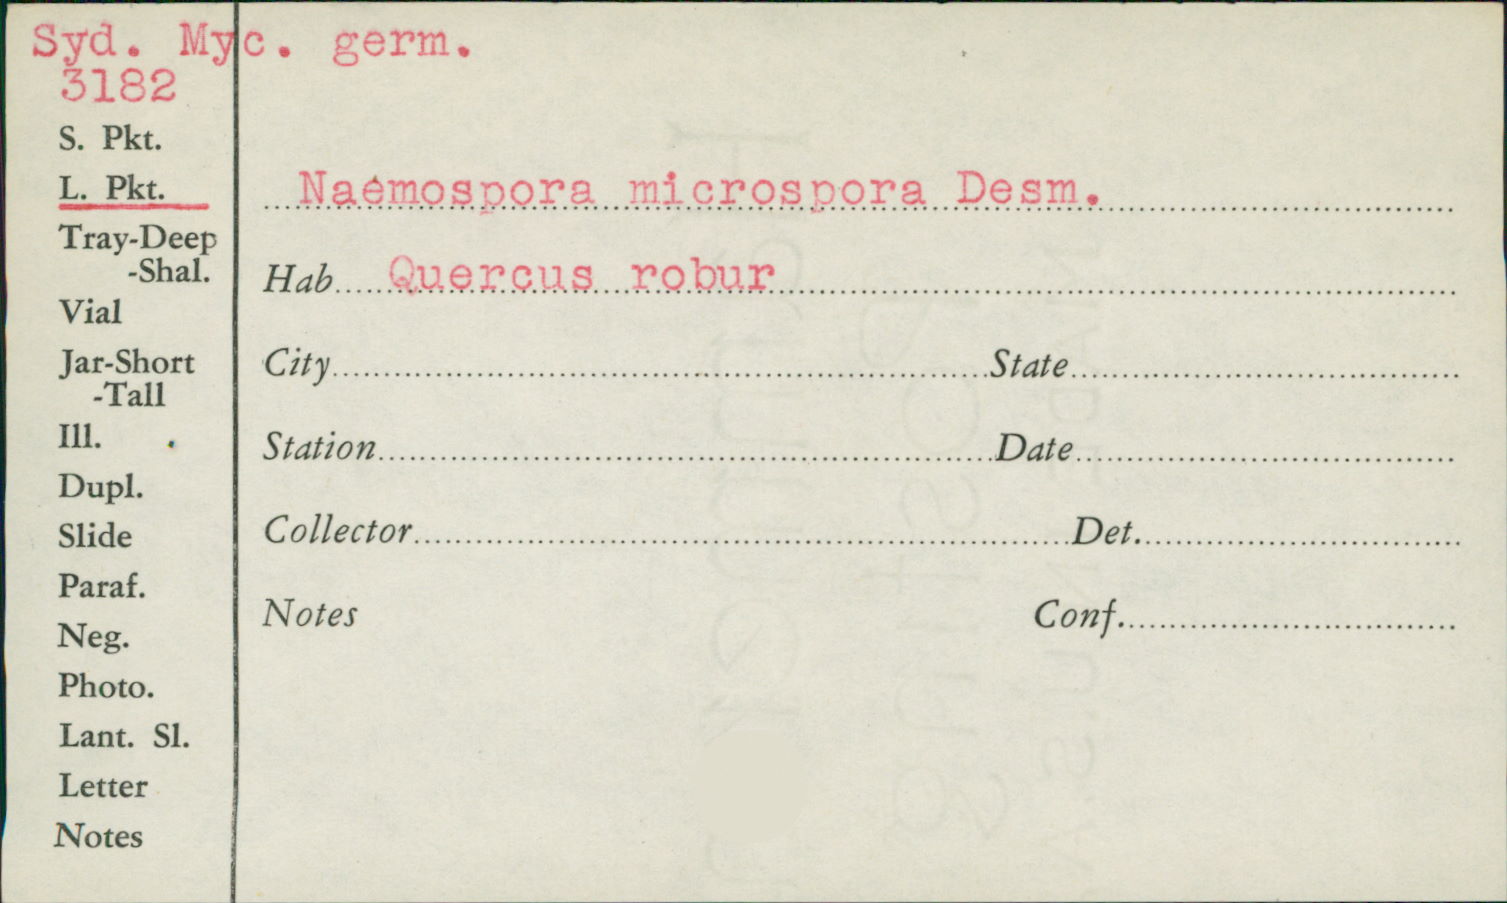 Syd. Myc. germ.
3182
S. Pkt.
L. Pkt.
Tray-Deep
-Shal.
Vial
Jar-Short
-Tall
Ill.
Dupl.
Slide
Paraf.
Neg.
Photo.
Lant. Sl.
Letter
Notes
Naemospora microspora Desm.
Hab. Quercus robur
City State
Station Date
Collector Det.
Notes Conf.